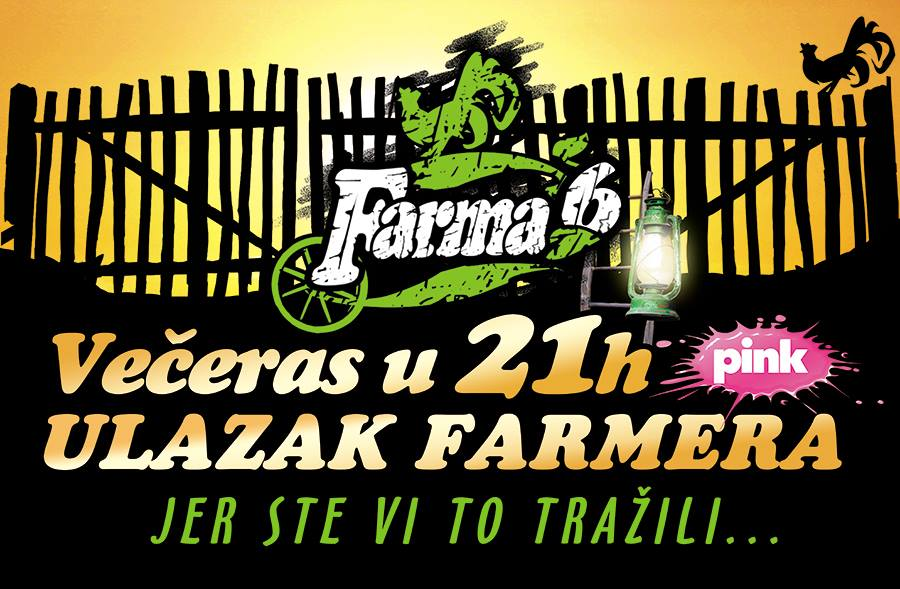 Farma 6
Večeras u 21h
pink
ULAZAK FARMERA
JER STE VI TO TRAŽILI...